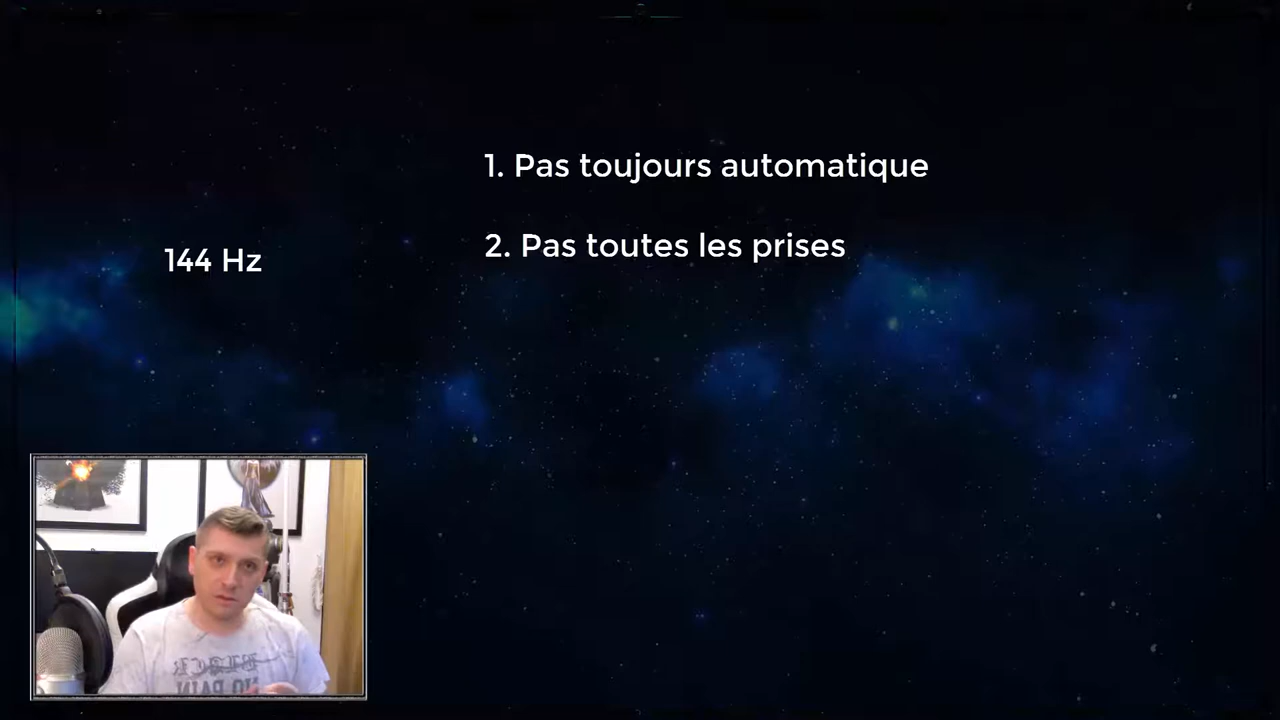 1. Pas toujours automatique
2. Pas toutes les prises
144 Hz